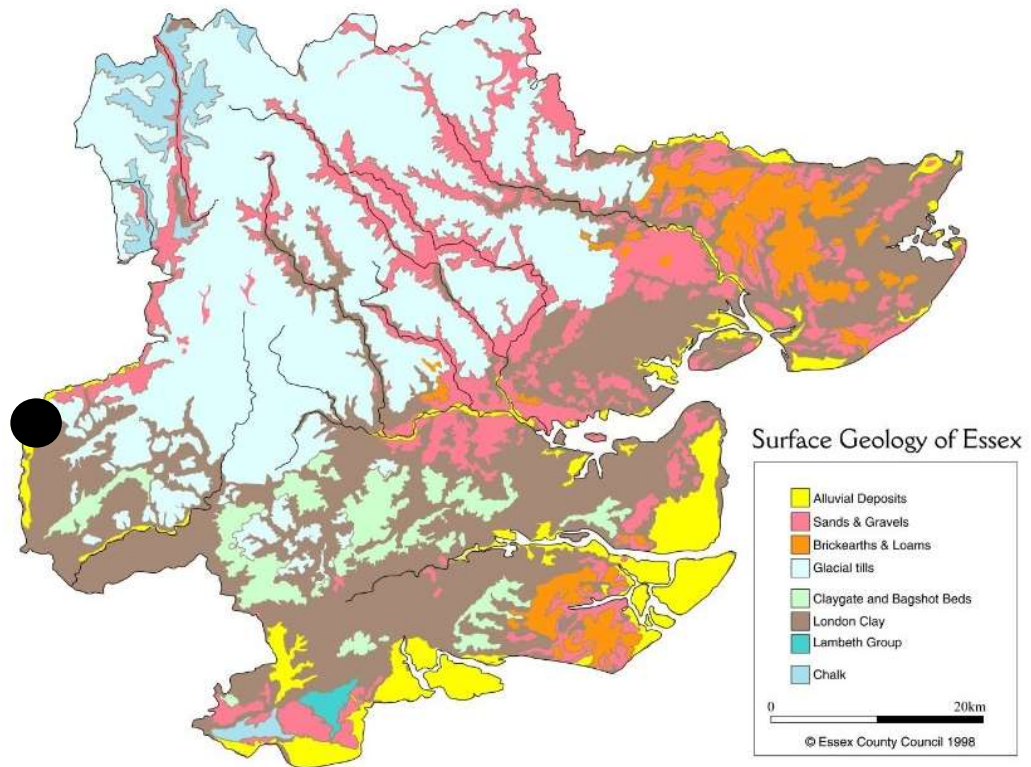 Surface Geology of Essex
Alluvial Deposits
Sands & Gravels
Brickearths & Loams
Glacial tills
Claygate and Bagshot Beds
London Clay
Lambeth Group
Chalk
0 20km
© Essex County Council 1998